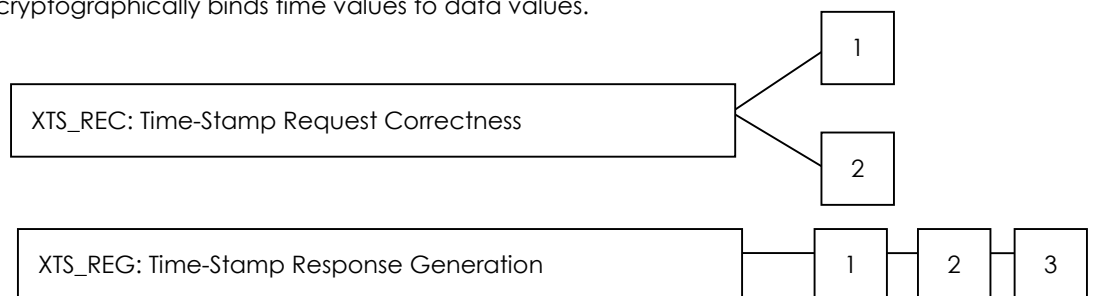 cryptographically binds time values to data values.
1
XTS_REC: Time-Stamp Request Correctness
2
XTS_REG: Time-Stamp Response Generation 1 2 3